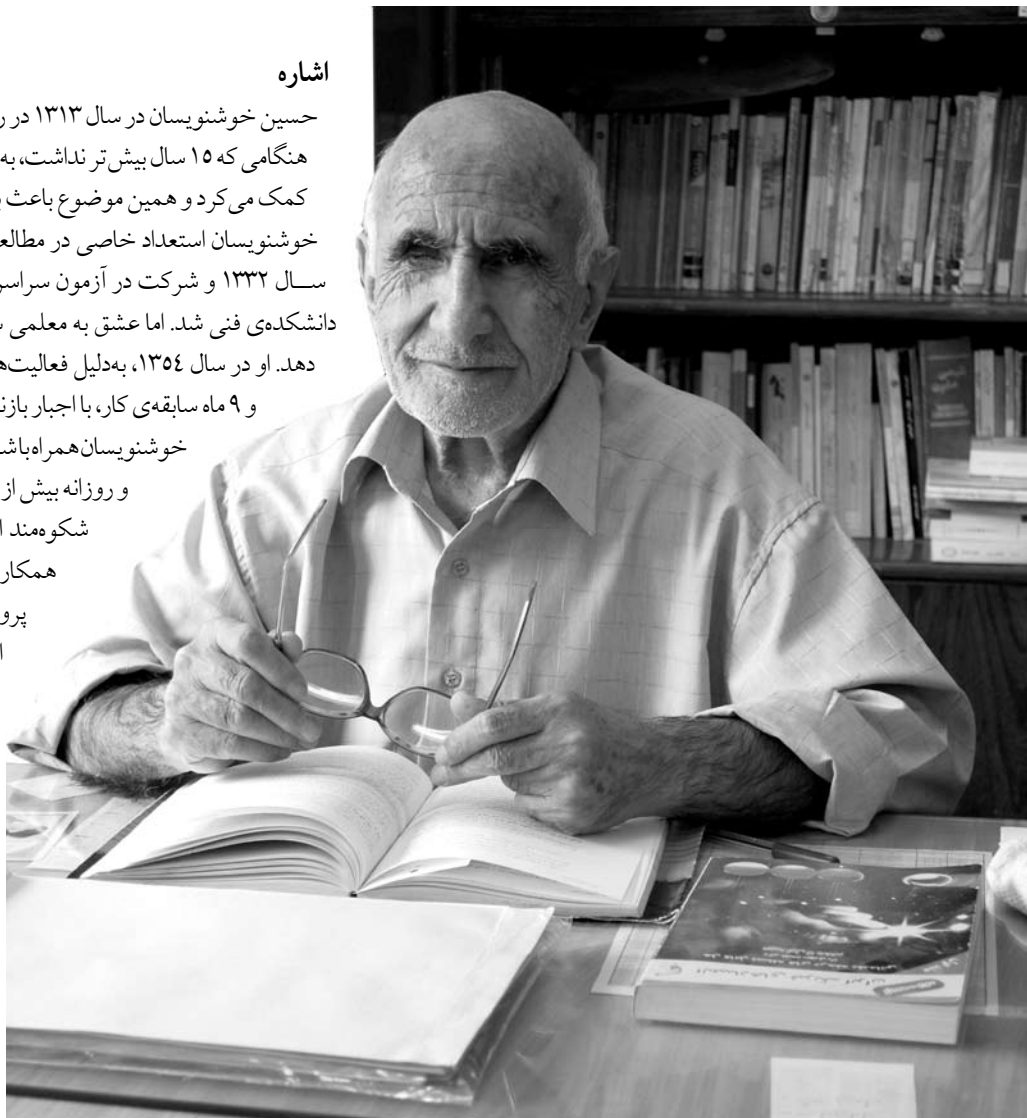 اشاره
حسین خوشنویسان در سال ۱۳۱۳ در ر
هنگامی که ۱۵ سال بیش‌تر نداشت، به
کمک می‌کرد و همین موضوع باعث
خوشنویسان استعداد خاصی در مطالع
ســال ۱۳۳۲ و شرکت در آزمون سراسر
دانشکده‌ی فنی شد. اما عشق به معلمی
دهد. او در سال ۱۳۵۴، به‌دلیل فعالیت‌ه
و ۹ ماه سابقه‌ی کار، با اجبار بازن
خوشنویسان‌همراه‌باش
و روزانه بیش از
شکوه‌مند ا
همکار
پرو
ا